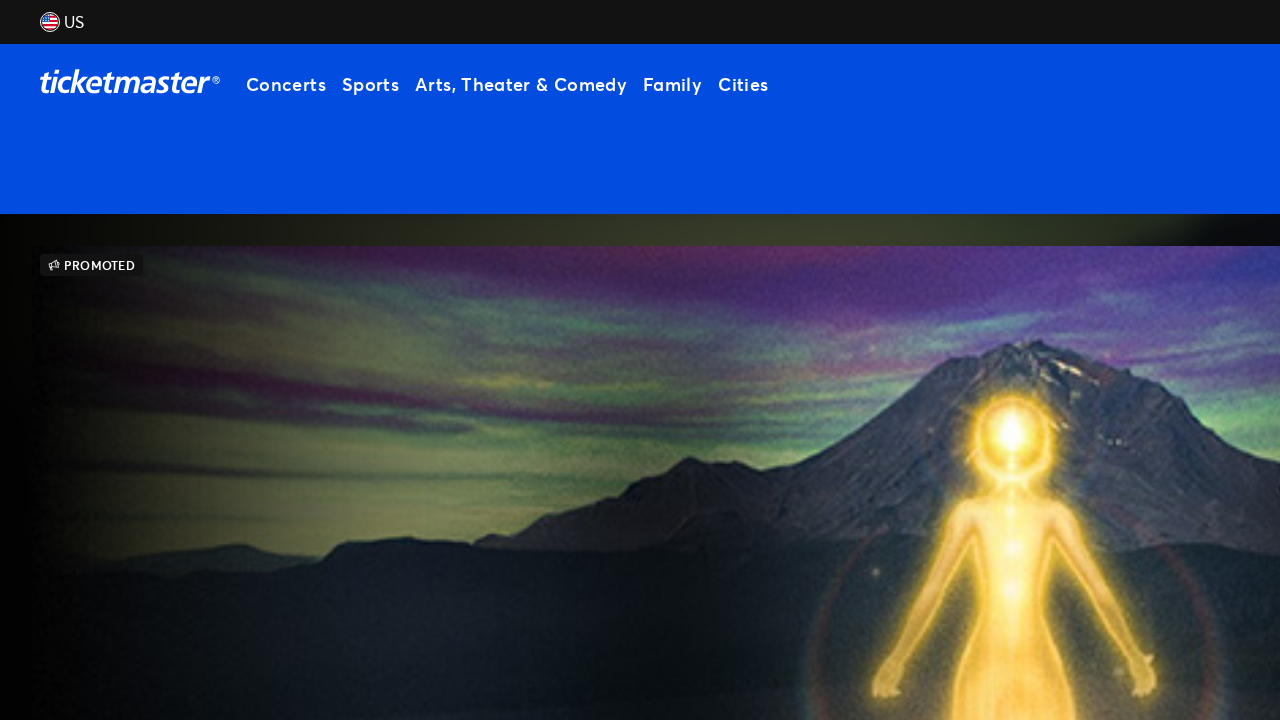 US
ticketmaster®
Concerts Sports Arts, Theater & Comedy Family Cities
PROMOTED